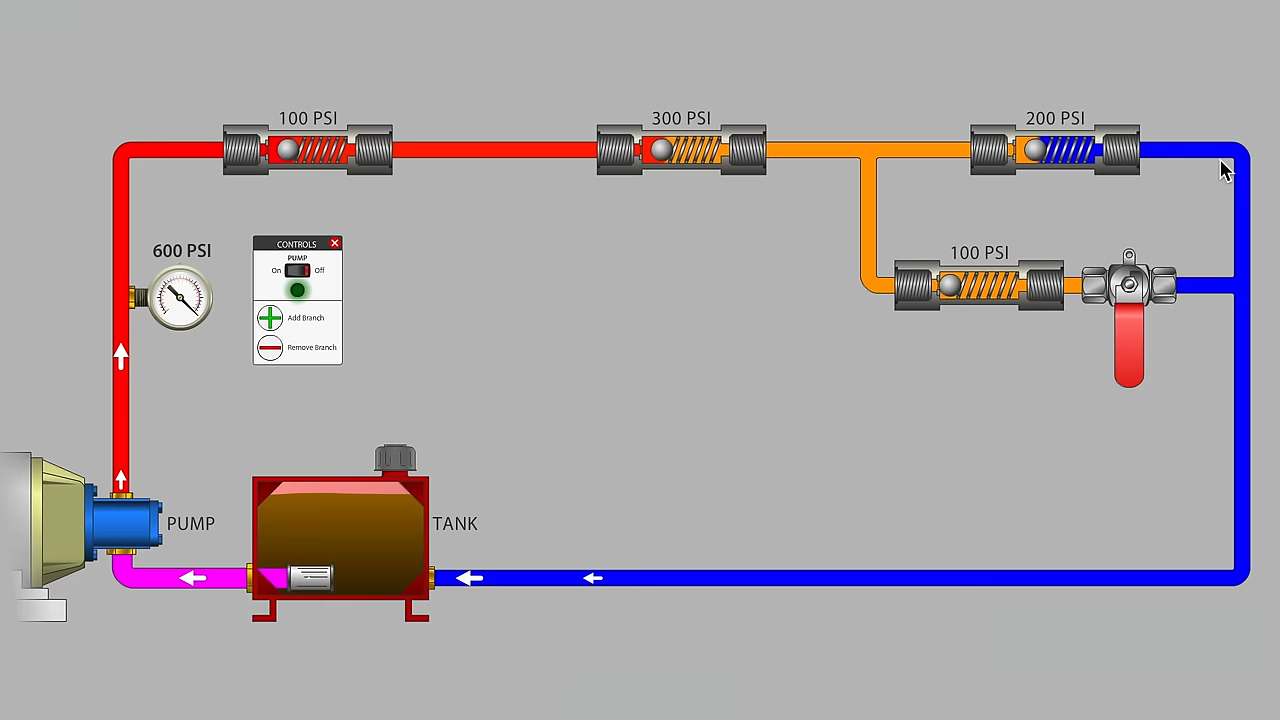 100 PSI
300 PSI
200 PSI
600 PSI
CONTROLS
PUMP
On
Off
Add Branch
Remove Branch
100 PSI
PUMP
TANK